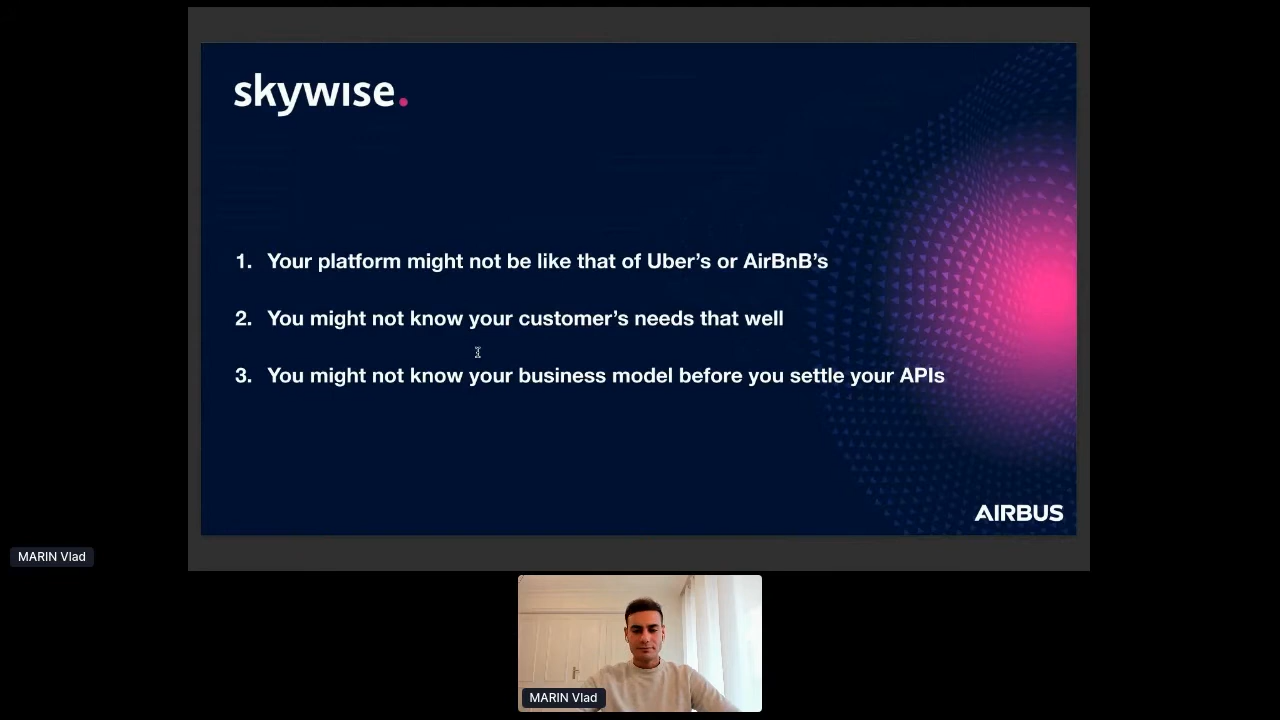 skywise.
1. Your platform might not be like that of Uber's or AirBnB's
2. You might not know your customer's needs that well
3. You might not know your business model before you settle your APIs
AIRBUS
MARIN Vlad
MARIN Vlad